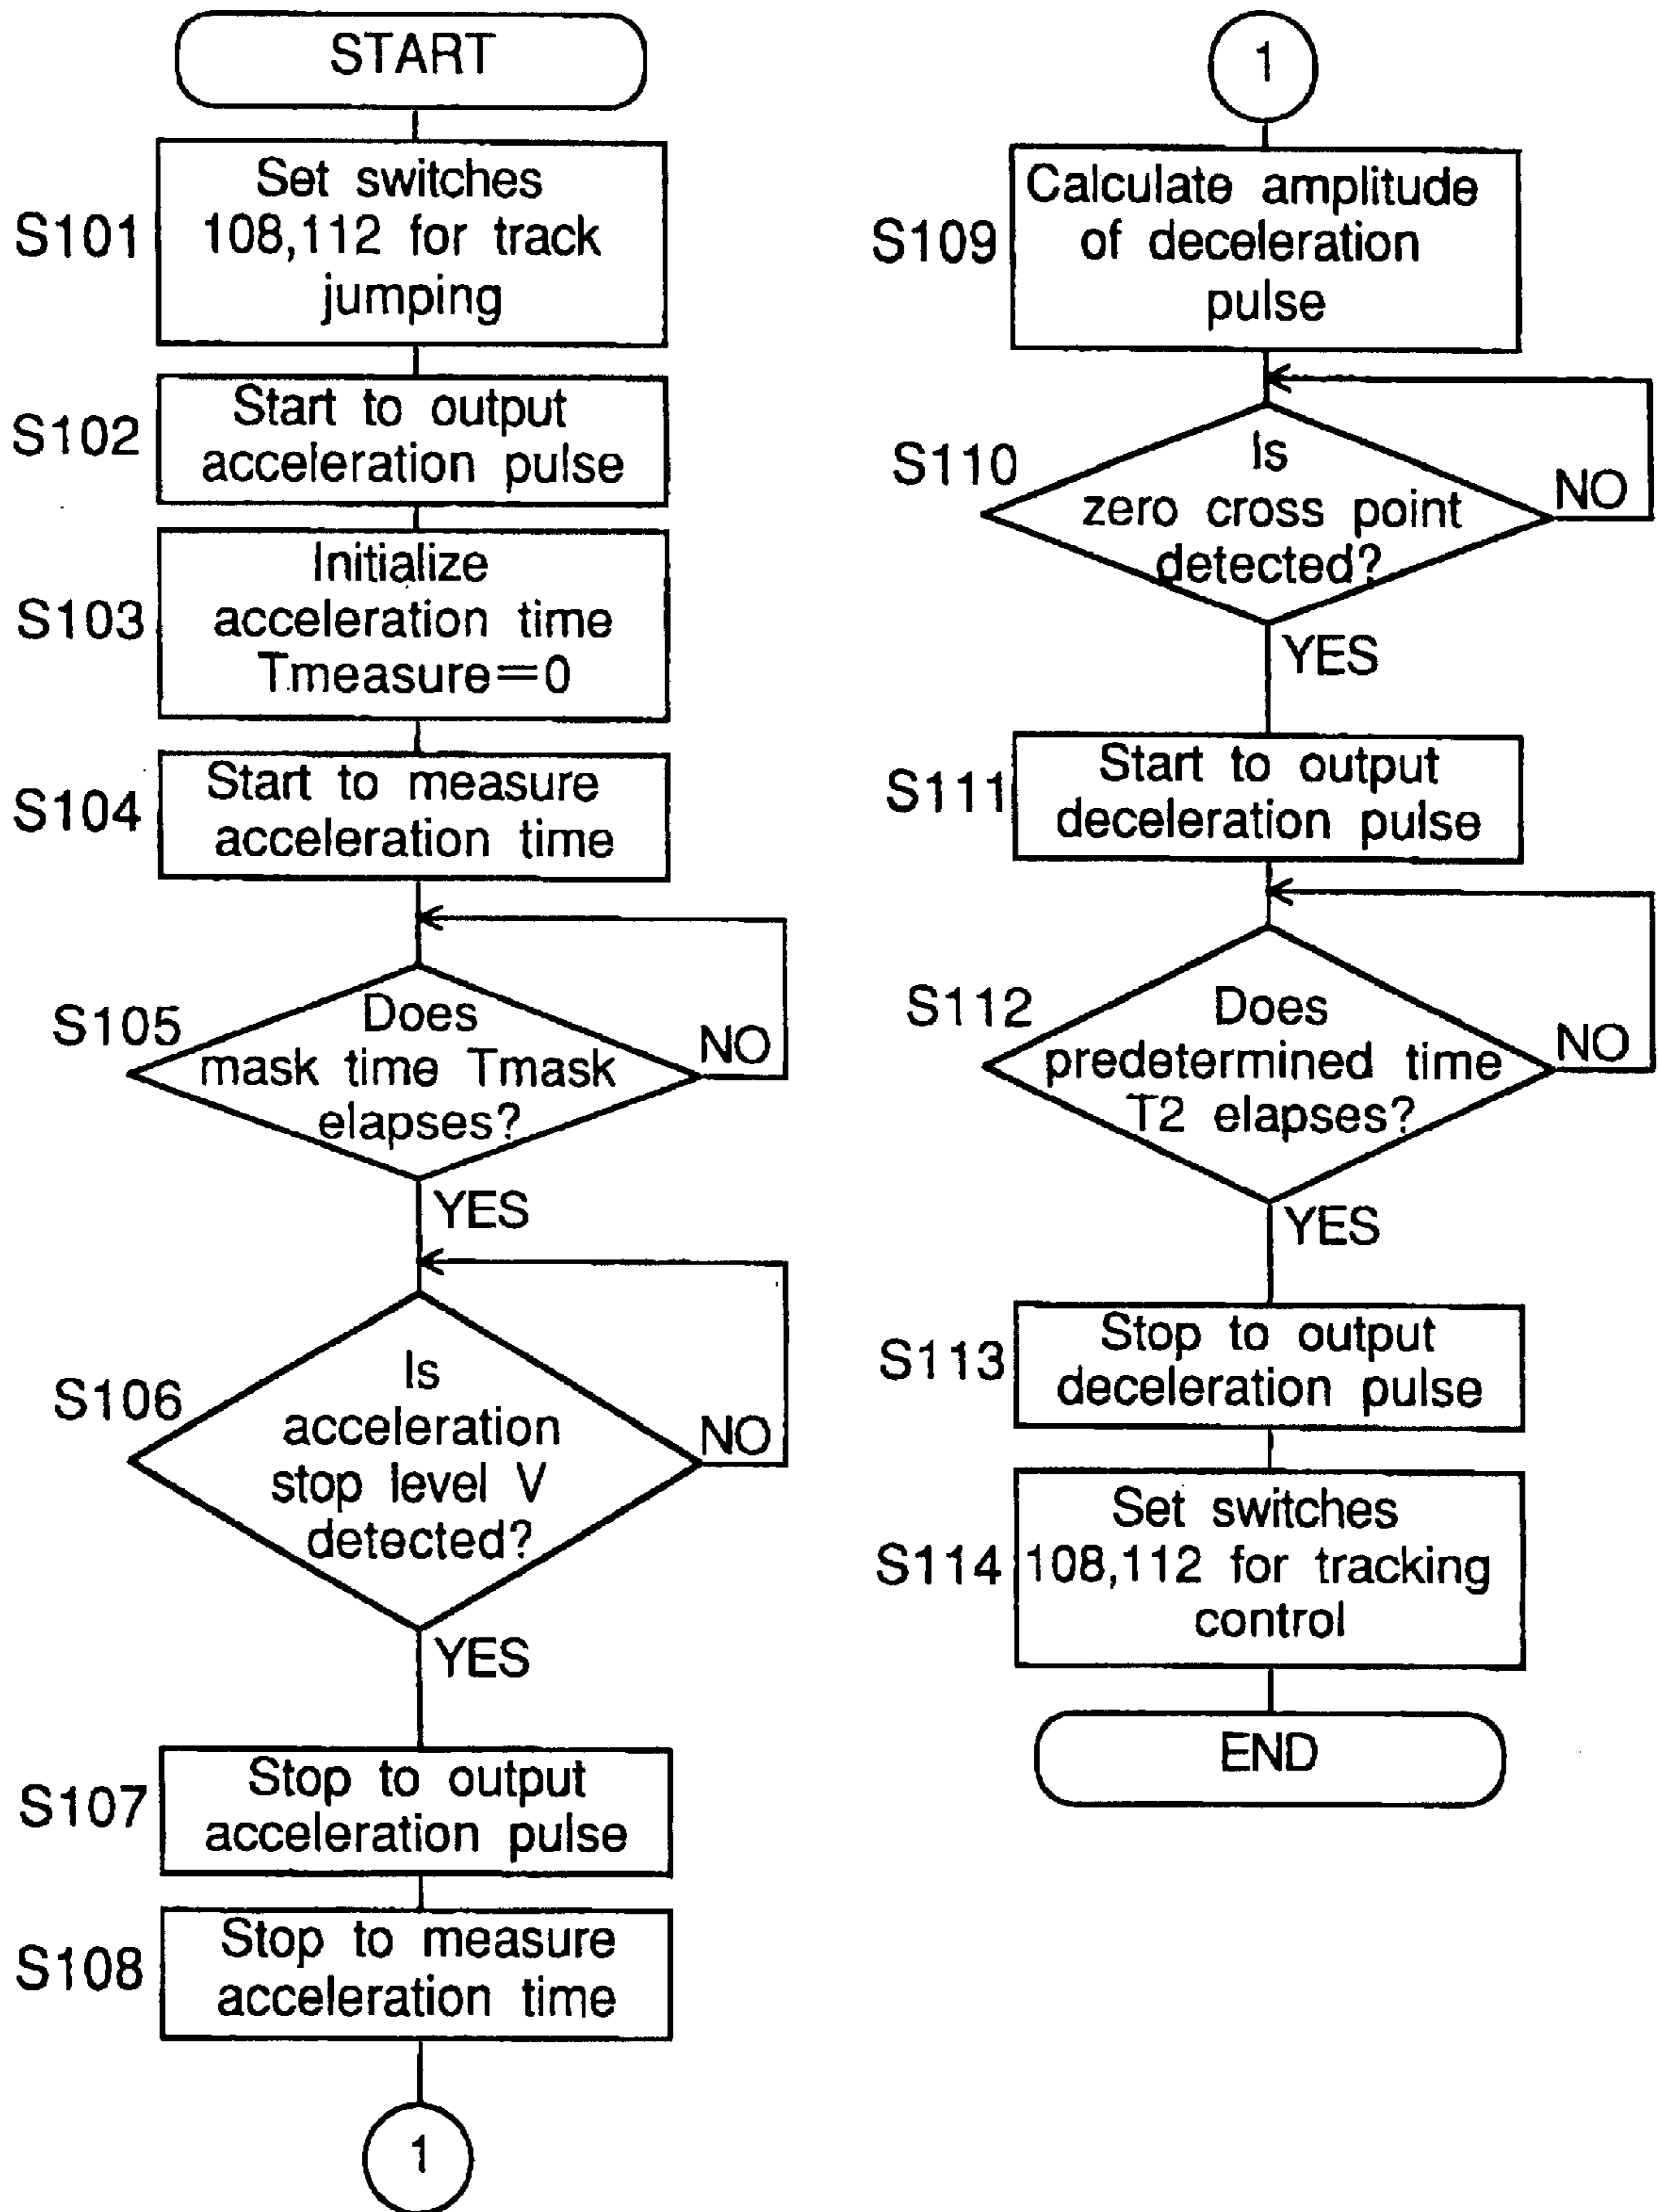 START
S101
Set switches
108,112 for track
jumping
S102
Start to output
acceleration pulse
S103
Initialize
acceleration time
Tmeasure=0
S104
Start to measure
acceleration time
S105
Does
mask time Tmask
elapses?
NO
YES
S106
Is
acceleration
stop level V
detected?
NO
YES
S107
Stop to output
acceleration pulse
S108
Stop to measure
acceleration time
1
1
S109
Calculate amplitude
of deceleration
pulse
S110
Is
zero cross point
detected?
NO
YES
S111
Start to output
deceleration pulse
S112
Does
predetermined time
T2 elapses?
NO
YES
S113
Stop to output
deceleration pulse
S114
Set switches
108,112 for tracking
control
END